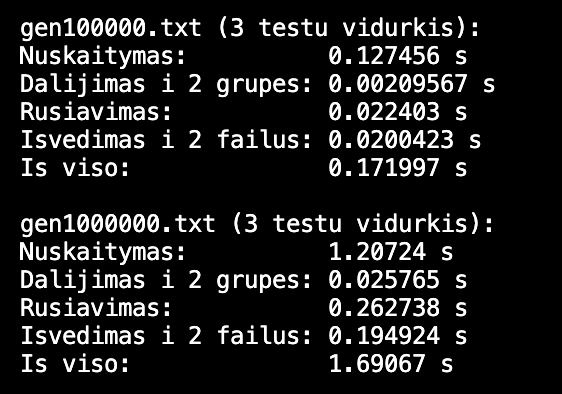 gen100000.txt (3 testu vidurkis):
Nuskaitymas: 0.127456 s
Dalijimas i 2 grupes: 0.00209567 s
Rusiavimas: 0.022403 s
Isvedimas i 2 failus: 0.0200423 s
Is viso: 0.171997 s
gen1000000.txt (3 testu vidurkis):
Nuskaitymas: 1.20724 s
Dalijimas i 2 grupes: 0.025765 s
Rusiavimas: 0.262738 s
Isvedimas i 2 failus: 0.194924 s
Is viso: 1.69067 s